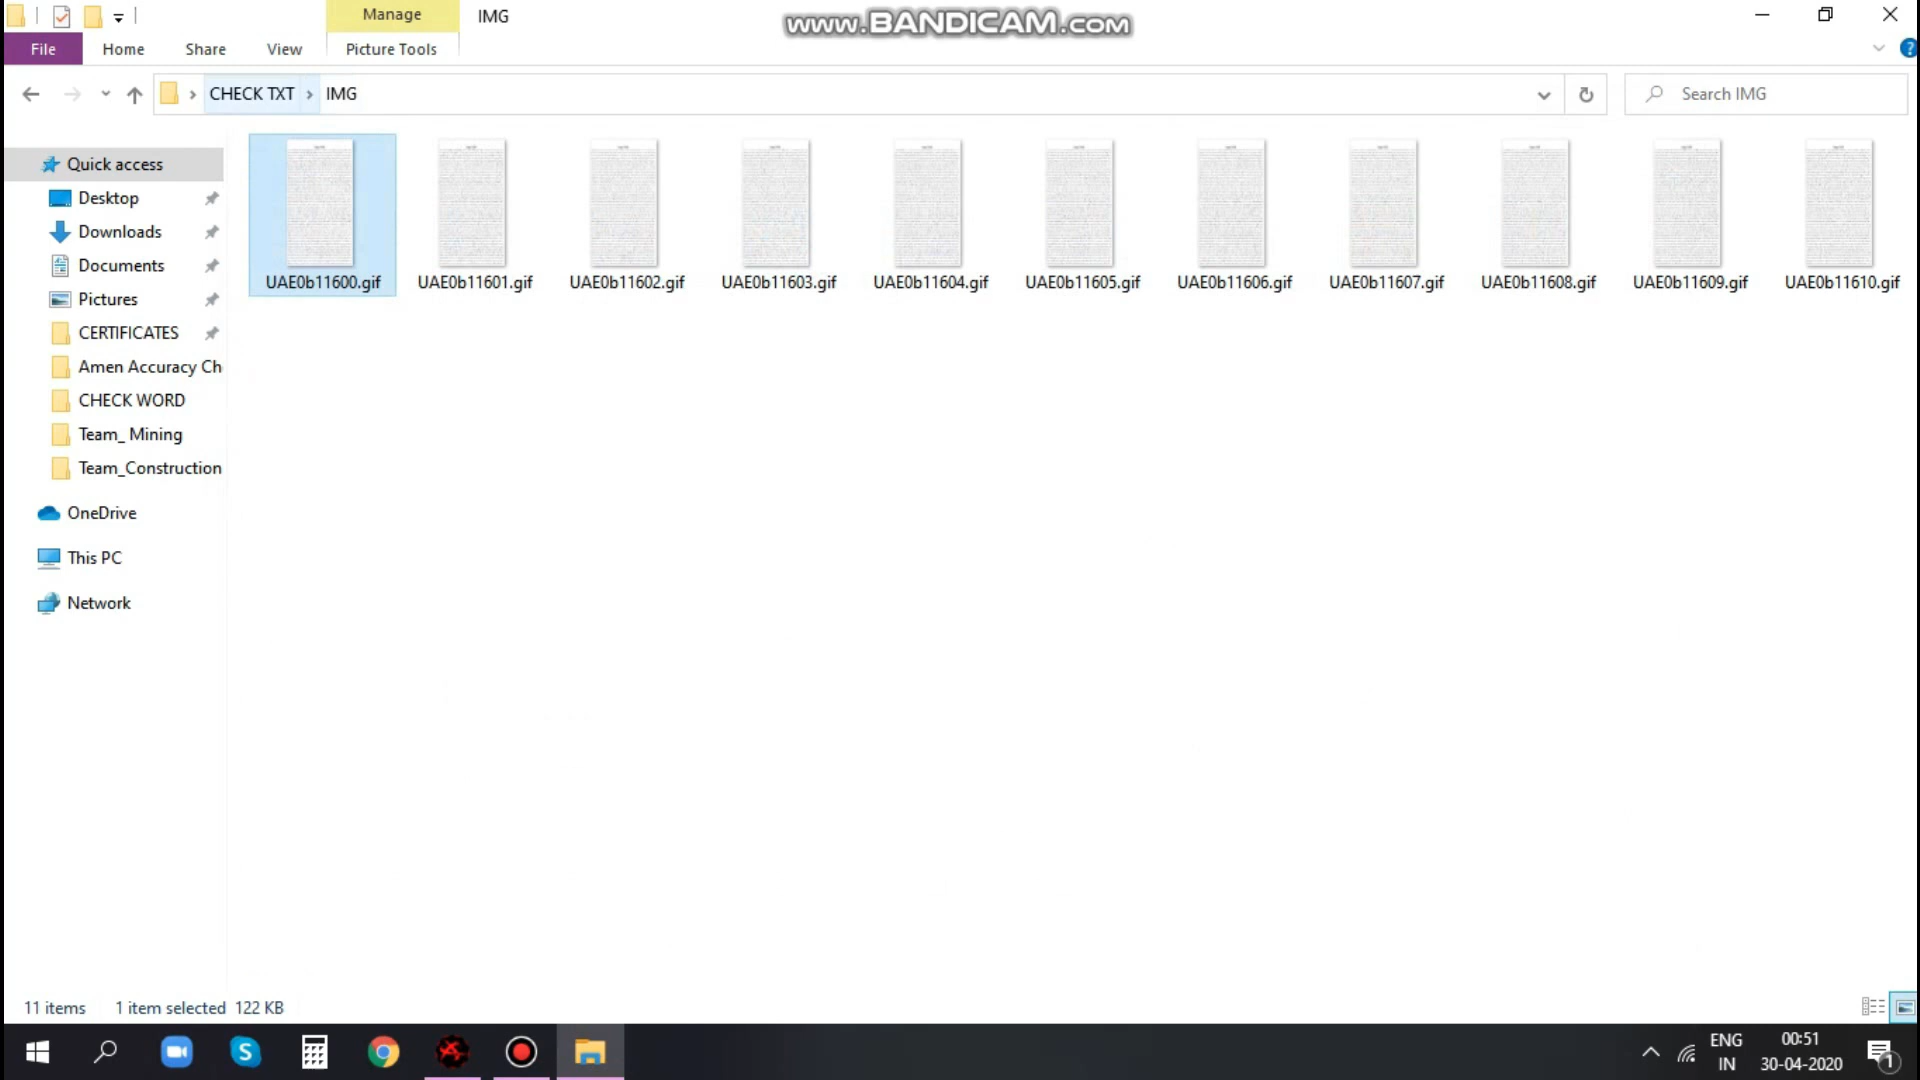 Manage
IMG
www.BANDICAM.com
File
Home
Share
View
Picture Tools
CHECK TXT
IMG
Search IMG
Quick access
Desktop
Downloads
Documents
Pictures
CERTIFICATES
Amen Accuracy Ch
CHECK WORD
Team_ Mining
Team_Construction
OneDrive
This PC
Network
UAE0b11600.gif
UAE0b11601.gif
UAE0b11602.gif
UAE0b11603.gif
UAE0b11604.gif
UAE0b11605.gif
UAE0b11606.gif
UAE0b11607.gif
UAE0b11608.gif
UAE0b11609.gif
UAE0b11610.gif
11 items 1 item selected 122 KB
ENG
IN
00:51
30-04-2020
1